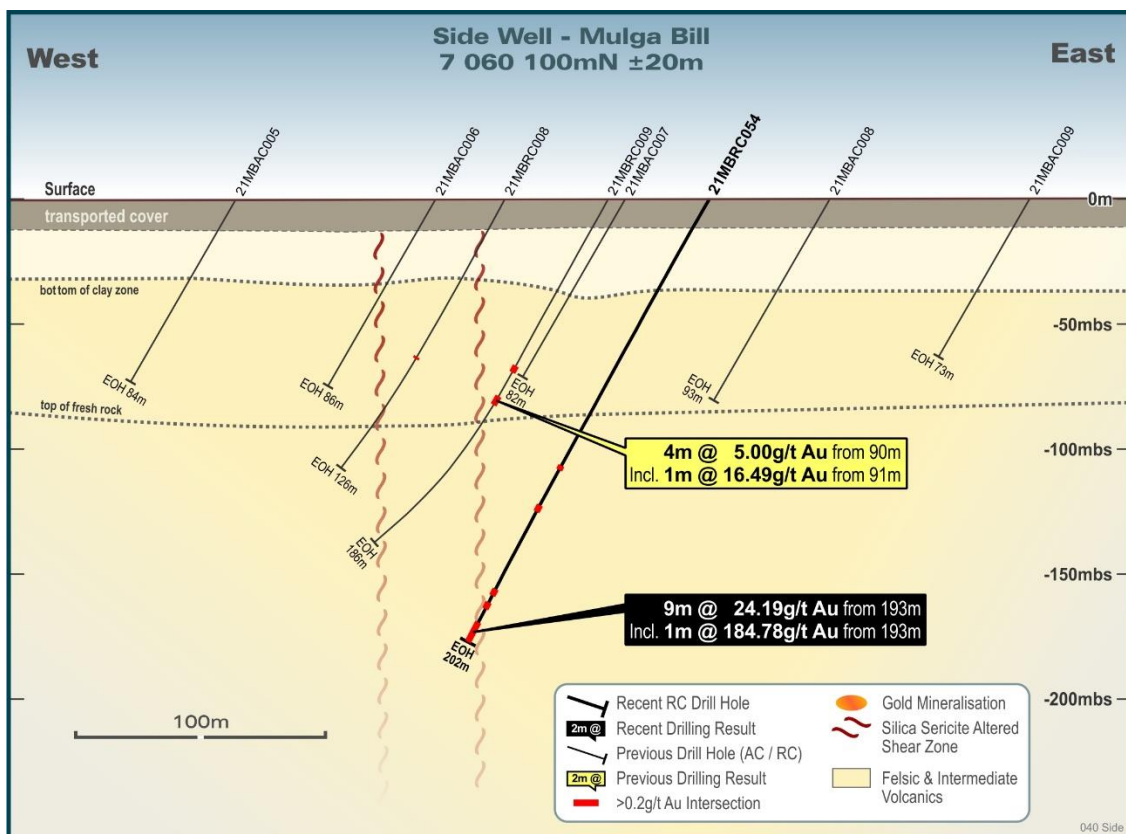 Side Well - Mulga Bill
7 060 100mN ±20m
West
East
21MBAC005
21MBAC006
21MBRC008
21MBRC009
21MBAC007
21MBRC054
21MBAC008
21MBAC009
Surface
0m
transported cover
bottom of clay zone
-50mbs
EOH 84m
EOH 86m
EOH
82m
EOH
93m
EOH 73m
top of fresh rock
-100mbs
4m @ 5.00g/t Au from 90m
Incl. 1m @ 16.49g/t Au from 91m
EOH 126m
EOH
186m
-150mbs
9m @ 24.19g/t Au from 193m
Incl. 1m @ 184.78g/t Au from 193m
EOH
202m
-200mbs
100m
Recent RC Drill Hole
2m @
Recent Drilling Result
Previous Drill Hole (AC / RC)
2m @
Previous Drilling Result
>0.2g/t Au Intersection
Gold Mineralisation
Silica Sericite Altered
Shear Zone
Felsic & Intermediate
Volcanics
040 Side